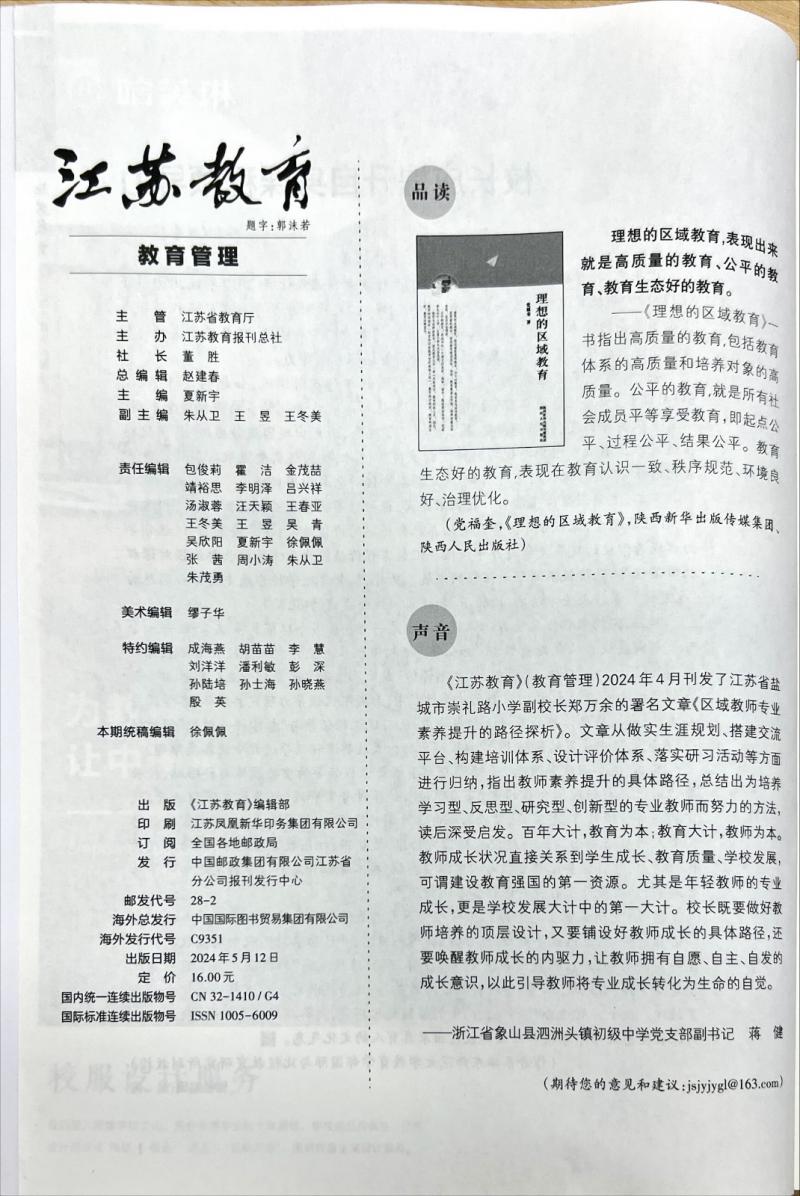 江苏教育
题字：郭沫若
教育管理
主　管　江苏省教育厅
主　办　江苏教育报刊总社
社　长　董　胜
总编辑　赵建春
主　编　夏新宇
副主编　朱从卫　王　昱　王冬美
责任编辑　包俊莉　霍　洁　金茂喆
靖裕思　李明泽　吕兴祥
汤淑蓉　汪天颖　王春亚
王冬美　王　昱　吴　青
吴欣阳　夏新宇　徐佩佩
张　茜　周小涛　朱从卫
朱茂勇
美术编辑　缪子华
特约编辑　成海燕　胡苗苗　李　慧
刘洋洋　潘利敏　彭　深
孙陆培　孙士海　孙晓燕
殷　英
本期统稿编辑　徐佩佩
出　版　《江苏教育》编辑部
印　刷　江苏凤凰新华印务集团有限公司
订　阅　全国各地邮政局
发　行　中国邮政集团有限公司江苏省
分公司报刊发行中心
邮发代号　28-2
海外总发行　中国国际图书贸易集团有限公司
海外发行代号　C9351
出版日期　2024年5月12日
定　价　16.00元
国内统一连续出版物号　CN 32-1410/G4
国际标准连续出版物号　ISSN 1005-6009
品读
理想的区域教育
理想的区域教育,表现出来
就是高质量的教育、公平的教
育、教育生态好的教育。
——《理想的区域教育》一
书指出高质量的教育,包括教育
体系的高质量和培养对象的高
质量。公平的教育,就是所有社
会成员平等享受教育，即起点公
平、过程公平、结果公平。教育
生态好的教育,表现在教育认识一致、秩序规范、环境良
好、治理优化。
(党福奎,《理想的区域教育》,陕西新华出版传媒集团、
陕西人民出版社)
声音
《江苏教育》(教育管理)2024年4月刊发了江苏省盐
城市崇礼路小学副校长郑万余的署名文章《区域教师专业
素养提升的路径探析》。文章从做实生涯规划、搭建交流
平台、构建培训体系、设计评价体系、落实研习活动等方面
进行归纳，指出教师素养提升的具体路径，总结出为培养
学习型、反思型、研究型、创新型的专业教师而努力的方法,
读后深受启发。百年大计，教育为本；教育大计，教师为本。
教师成长状况直接关系到学生成长、教育质量、学校发展,
可谓建设教育强国的第一资源。尤其是年轻教师的专业
成长，更是学校发展大计中的第一大计。校长既要做好教
师培养的顶层设计，又要铺设好教师成长的具体路径,还
要唤醒教师成长的内驱力，让教师拥有自愿、自主、自发的
成长意识，以此引导教师将专业成长转化为生命的自觉。
——浙江省象山县泗洲头镇初级中学党支部副书记　蒋　健
(期待您的意见和建议:jsjyjygl@163.com)